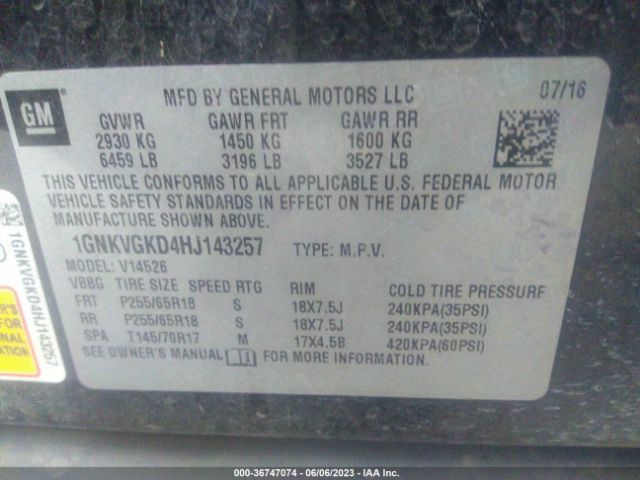 GM
MFD BY GENERAL MOTORS LLC 07/16
GVWR GAWR FRT GAWR RR
2930 KG 1450 KG 1600 KG
6459 LB 3196 LB 3527 LB
THIS VEHICLE CONFORMS TO ALL APPLICABLE U.S. FEDERAL MOTOR
VEHICLE SAFETY STANDARDS IN EFFECT ON THE DATE OF
MANUFACTURE SHOWN ABOVE.
1GNKVGKD4HJ143257 TYPE: M.P.V.
MODEL: V14526
VBBG TIRE SIZE SPEED RTG RIM COLD TIRE PRESSURE
FRT P255/65R18 S 18X7.5J 240KPA(35PSI)
RR P255/65R18 S 18X7.5J 240KPA(35PSI)
SPA T145/70R17 M 17X4.5B 420KPA(60PSI)
SEE OWNER'S MANUAL FOR MORE INFORMATION.
1GNKVGKD4HJ143257
FOR
NAL
ATION
000-36747074 - 06/06/2023 - IAA Inc.